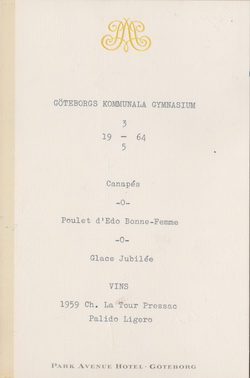 GÖTEBORGS KOMMUNALA GYMNASIUM
3
19 — 64
5
Canapés
-O-
Poulet d'Edo Bonne-Femme
-O-
Glace Jubilée
VINS
1959 Ch. La Tour Pressac
Palido Ligero
PARK AVENUE HOTEL · GÖTEBORG